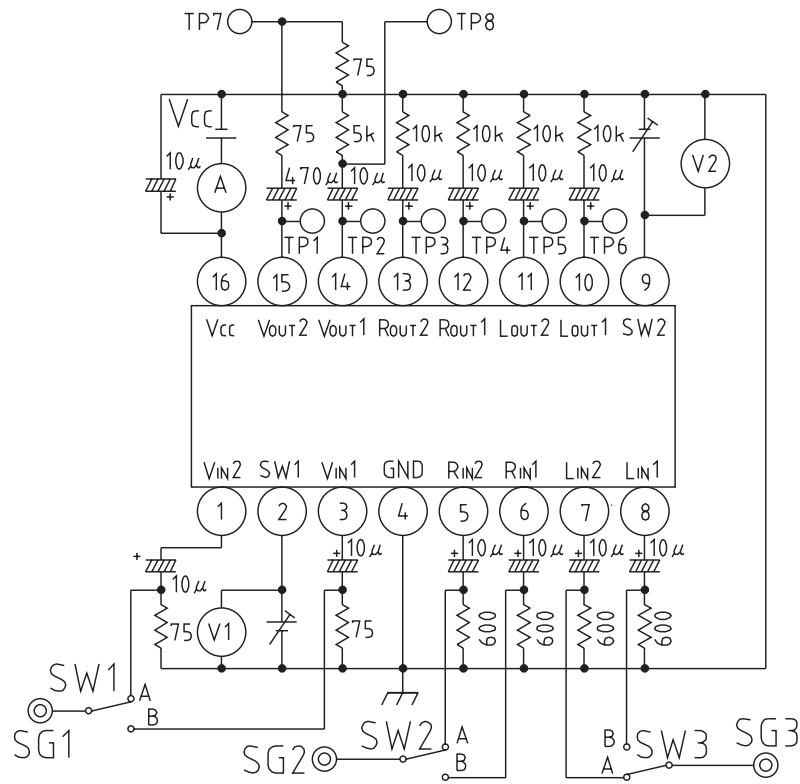 TP7 TP8
75
Vcc 75 5k 10k 10k 10k 10k
10μ A 470μ 10μ 10μ 10μ 10μ 10μ V2
+ + + + + + +
TP1 TP2 TP3 TP4 TP5 TP6
16 15 14 13 12 11 10 9
Vcc VOUT2 VOUT1 ROUT2 ROUT1 LOUT2 LOUT1 SW2
VIN2 SW1 VIN1 GND RIN2 RIN1 LIN2 LIN1
1 2 3 4 5 6 7 8
+ +10μ +10μ +10μ +10μ +10μ
10μ
75 V1 75 600 600 600 600
SW1 A
B
SG1
SW2 A B SW3 SG3
SG2 B A